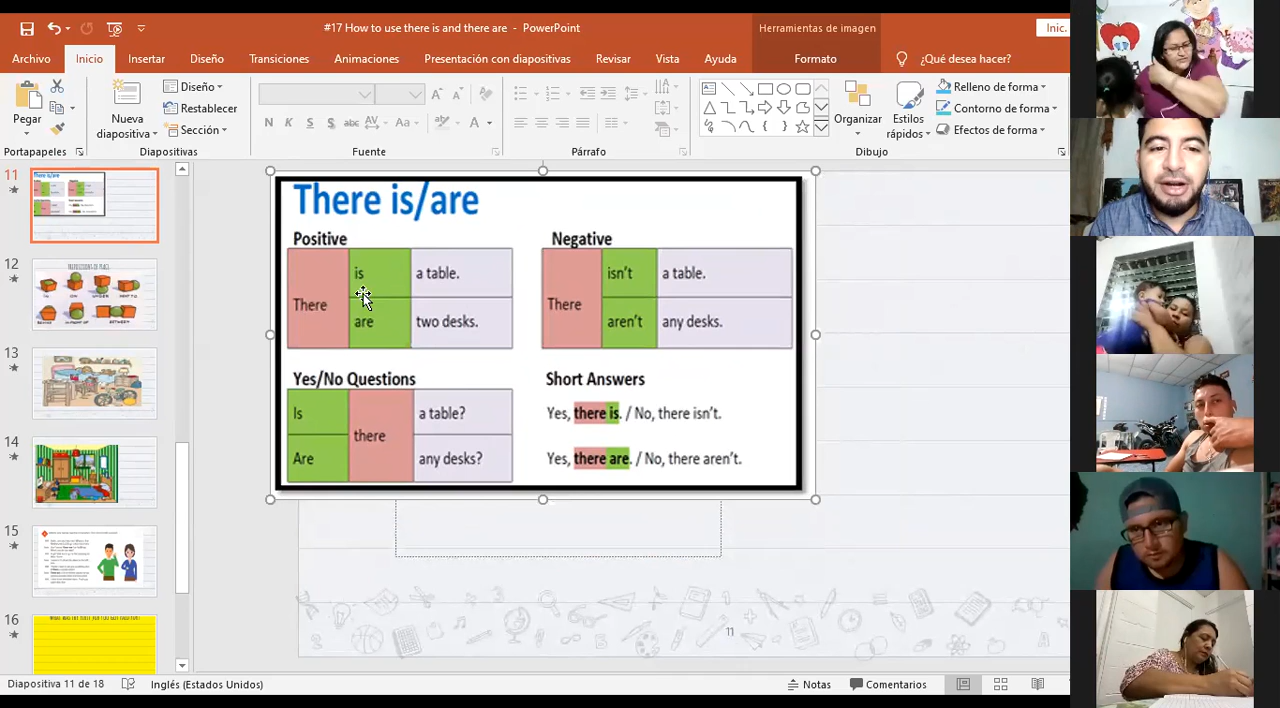 #17 How to use there is and there are - PowerPoint
Herramientas de imagen
Inic.
Archivo
Inicio
Insertar
Diseño
Transiciones
Animaciones
Presentación con diapositivas
Revisar
Vista
Ayuda
Formato
¿Qué desea hacer?
Pegar
Nueva
diapositiva
Diseño
Restablecer
Sección
N K S S abc AV Aa A
Organizar
Estilos
rápidos
Relleno de forma
Contorno de forma
Efectos de forma
Portapapeles
Diapositivas
Fuente
Párrafo
Dibujo
11
12
13
14
15
16
There is/are
Positive
There
is
a table.
are
two desks.
Negative
There
isn't
a table.
aren't
any desks.
Yes/No Questions
Is
there
a table?
Are
any desks?
Short Answers
Yes, there is. / No, there isn't.
Yes, there are. / No, there aren't.
11
Diapositiva 11 de 18
Inglés (Estados Unidos)
Notas
Comentarios